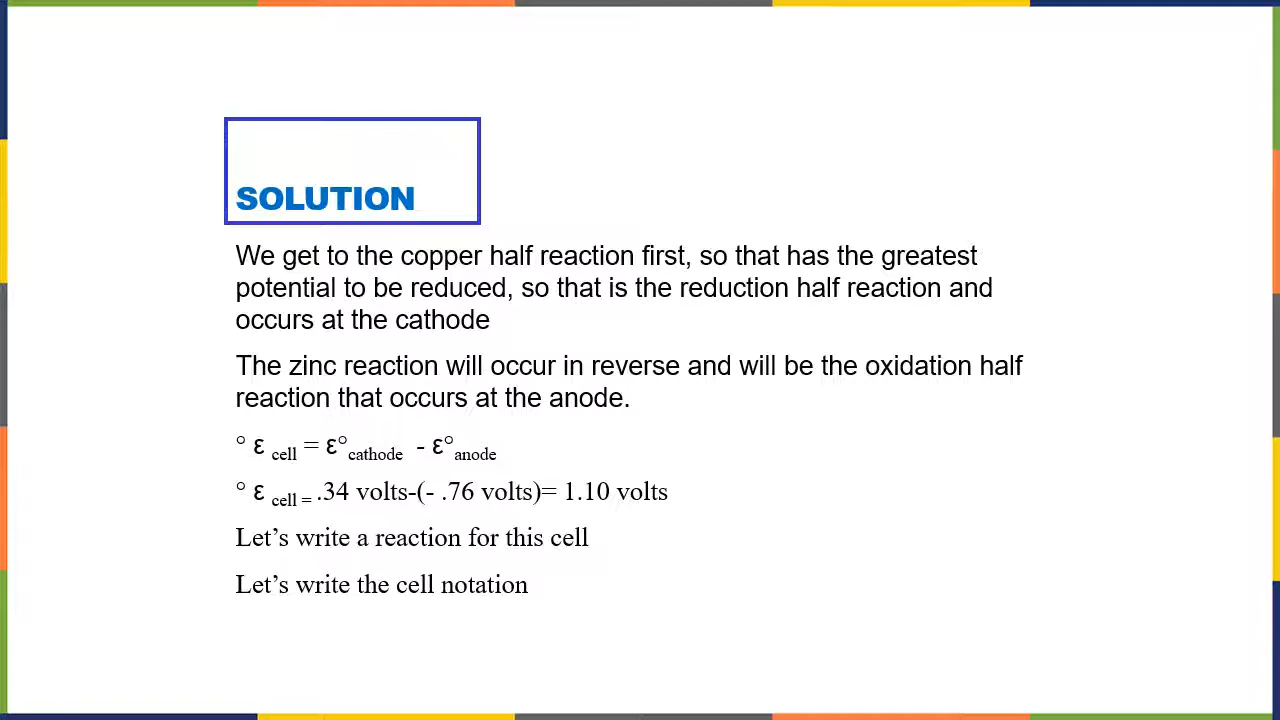 SOLUTION
We get to the copper half reaction first, so that has the greatest
potential to be reduced, so that is the reduction half reaction and
occurs at the cathode
The zinc reaction will occur in reverse and will be the oxidation half
reaction that occurs at the anode.
° ε cell = ε°cathode - ε°anode
° ε cell = .34 volts-(- .76 volts)= 1.10 volts
Let’s write a reaction for this cell
Let’s write the cell notation